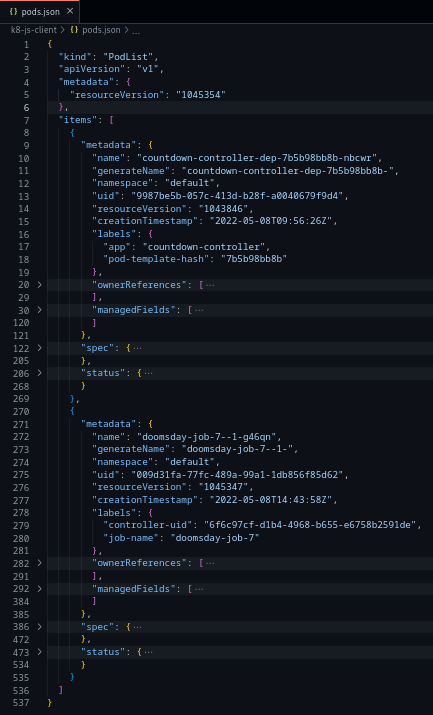 {} pods.json ×
k8-js-client > {} pods.json > ...
1 {
2 "kind": "PodList",
3 "apiVersion": "v1",
4 "metadata": {
5 "resourceVersion": "1045354"
6 },
7 "items": [
8 {
9 "metadata": {
10 "name": "countdown-controller-dep-7b5b98bb8b-nbcwr",
11 "generateName": "countdown-controller-dep-7b5b98bb8b-",
12 "namespace": "default",
13 "uid": "9987be5b-057c-413d-b28f-a0040679f9d4",
14 "resourceVersion": "1043846",
15 "creationTimestamp": "2022-05-08T09:56:26Z",
16 "labels": {
17 "app": "countdown-controller",
18 "pod-template-hash": "7b5b98bb8b"
19 },
20 > "ownerReferences": [ ...
29 ],
30 > "managedFields": [ ...
120 ]
121 },
122 > "spec": { ...
205 },
206 > "status": { ...
268 }
269 },
270 {
271 "metadata": {
272 "name": "doomsday-job-7--1-g46qn",
273 "generateName": "doomsday-job-7--1-",
274 "namespace": "default",
275 "uid": "009d31fa-77fc-489a-99a1-1db856f85d62",
276 "resourceVersion": "1045347",
277 "creationTimestamp": "2022-05-08T14:43:58Z",
278 "labels": {
279 "controller-uid": "6f6c97cf-d1b4-4968-b655-e6758b2591de",
280 "job-name": "doomsday-job-7"
281 },
282 > "ownerReferences": [ ...
291 ],
292 > "managedFields": [ ...
384 ]
385 },
386 > "spec": { ...
472 },
473 > "status": { ...
534 }
535 }
536 ]
537 }